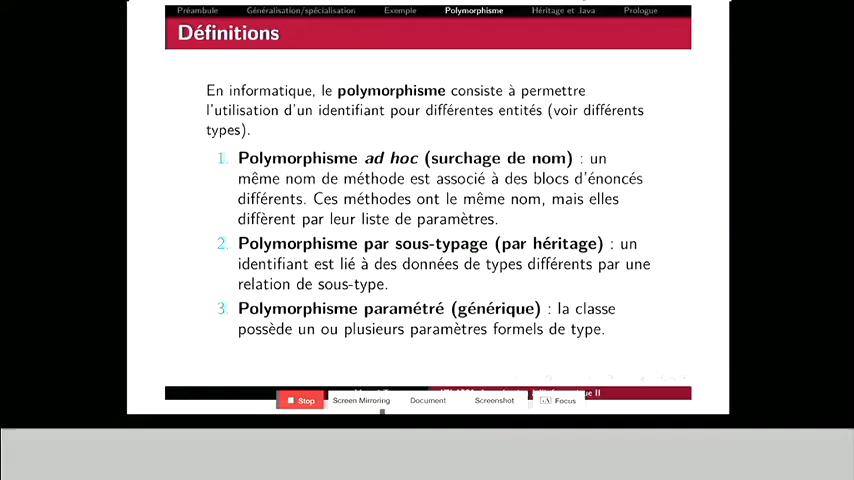 Préambule Généralisation/spécialisation Exemple Polymorphisme Héritage et Java Prologue
Définitions
En informatique, le polymorphisme consiste à permettre
l'utilisation d'un identifiant pour différentes entités (voir différents
types).
1. Polymorphisme ad hoc (surchage de nom) : un
même nom de méthode est associé à des blocs d'énoncés
différents. Ces méthodes ont le même nom, mais elles
diffèrent par leur liste de paramètres.
2. Polymorphisme par sous-typage (par héritage) : un
identifiant est lié à des données de types différents par une
relation de sous-type.
3. Polymorphisme paramétré (générique) : la classe
possède un ou plusieurs paramètres formels de type.
II
Stop Screen Mirroring Document Screenshot Focus